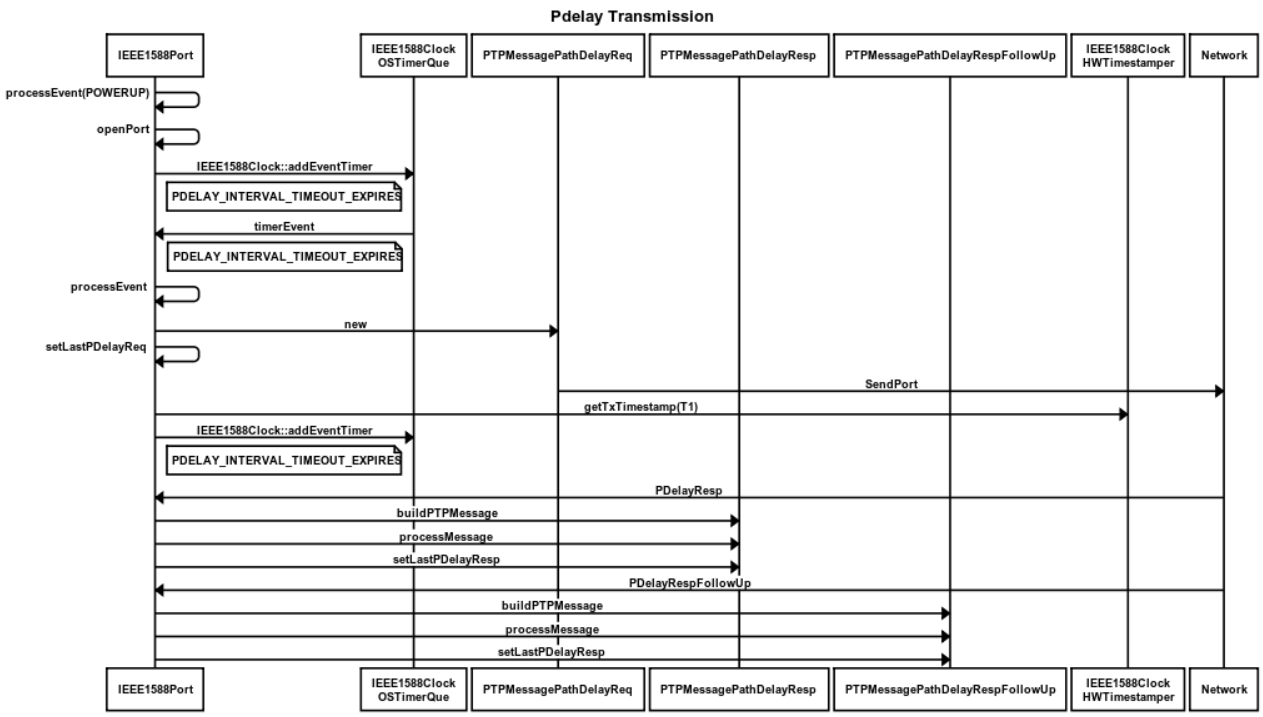 Pdelay Transmission
IEEE1588Port
IEEE1588Clock
OSTimerQue
PTPMessagePathDelayReq
PTPMessagePathDelayResp
PTPMessagePathDelayRespFollowUp
IEEE1588Clock
HWTimestamper
Network
processEvent(POWERUP)
openPort
IEEE1588Clock::addEventTimer
PDELAY_INTERVAL_TIMEOUT_EXPIRES
timerEvent
PDELAY_INTERVAL_TIMEOUT_EXPIRES
processEvent
new
setLastPDelayReq
SendPort
getTxTimestamp(T1)
IEEE1588Clock::addEventTimer
PDELAY_INTERVAL_TIMEOUT_EXPIRES
PDelayResp
buildPTPMessage
processMessage
setLastPDelayResp
PDelayRespFollowUp
buildPTPMessage
processMessage
setLastPDelayResp
IEEE1588Port
IEEE1588Clock
OSTimerQue
PTPMessagePathDelayReq
PTPMessagePathDelayResp
PTPMessagePathDelayRespFollowUp
IEEE1588Clock
HWTimestamper
Network